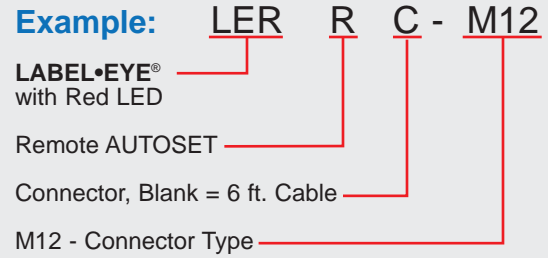 Example: LER R C - M12
LABEL•EYE®
with Red LED
Remote AUTOSET
Connector, Blank = 6 ft. Cable
M12 - Connector Type